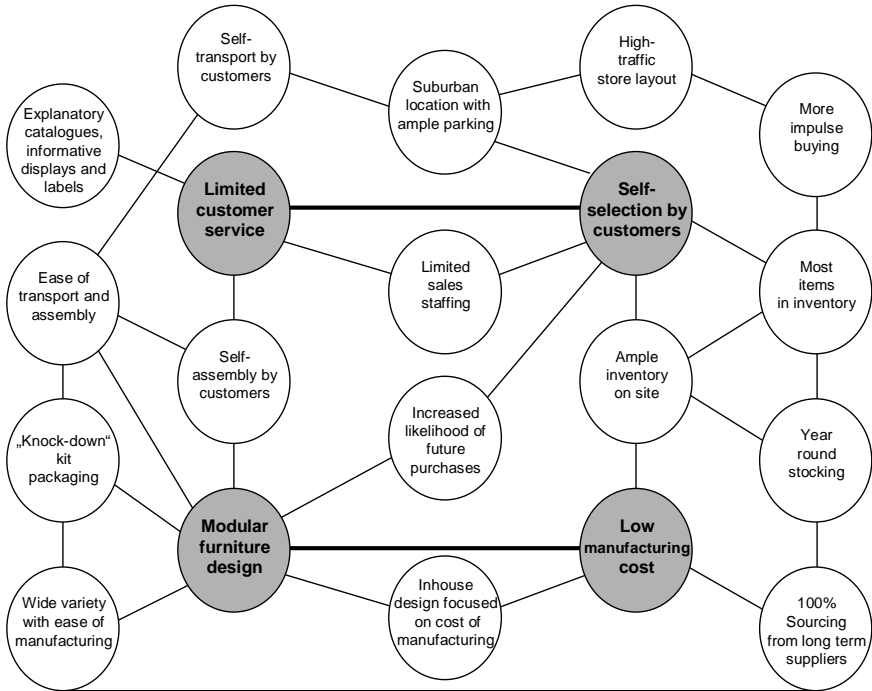 Self-
transport by
customers
High-
traffic
store layout
Suburban
location with
ample parking
Explanatory
catalogues,
informative
displays and
labels
More
impulse
buying
Limited
customer
service
Self-
selection by
customers
Ease of
transport and
assembly
Limited
sales
staffing
Most
items
in inventory
Self-
assembly by
customers
Ample
inventory
on site
Increased
likelihood of
future
purchases
„Knock-down“
kit
packaging
Year
round
stocking
Modular
furniture
design
Low
manufacturing
cost
Wide variety
with ease of
manufacturing
Inhouse
design focused
on cost of
manufacturing
100%
Sourcing
from long term
suppliers